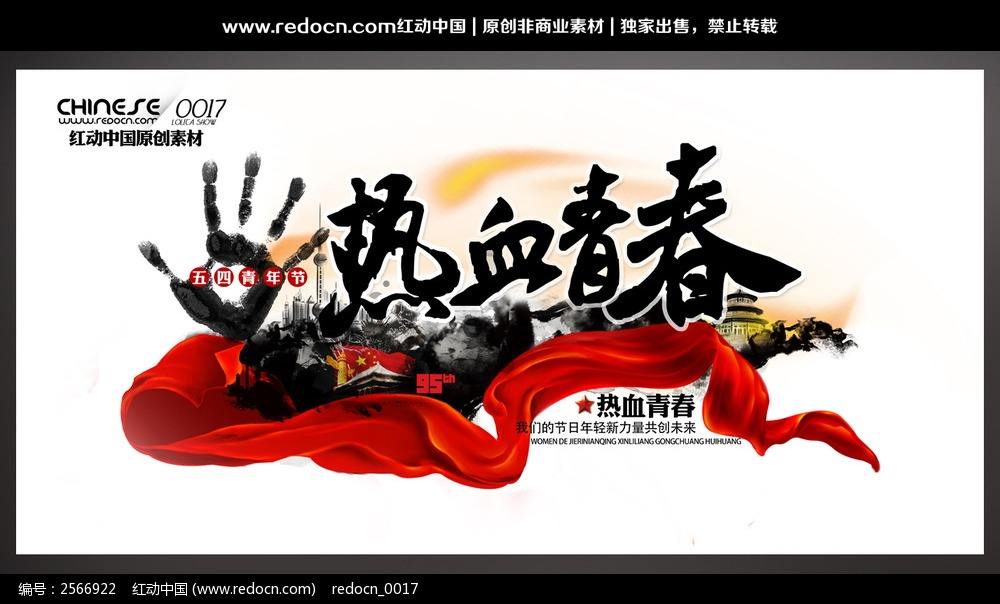 www.redocn.com红动中国 | 原创非商业素材 | 独家出售，禁止转载
CHINESE 0017
www.redocn.com LOLITA SHOW
红动中国原创素材
热血青春
五四青年节
95th
热血青春
我们的节日年轻新力量共创未来
WOMEN DE JIERINIANQING XINLILIANG GONGCHUANG HUIHUANG
编号：2566922 红动中国 (www.redocn.com) redocn_0017